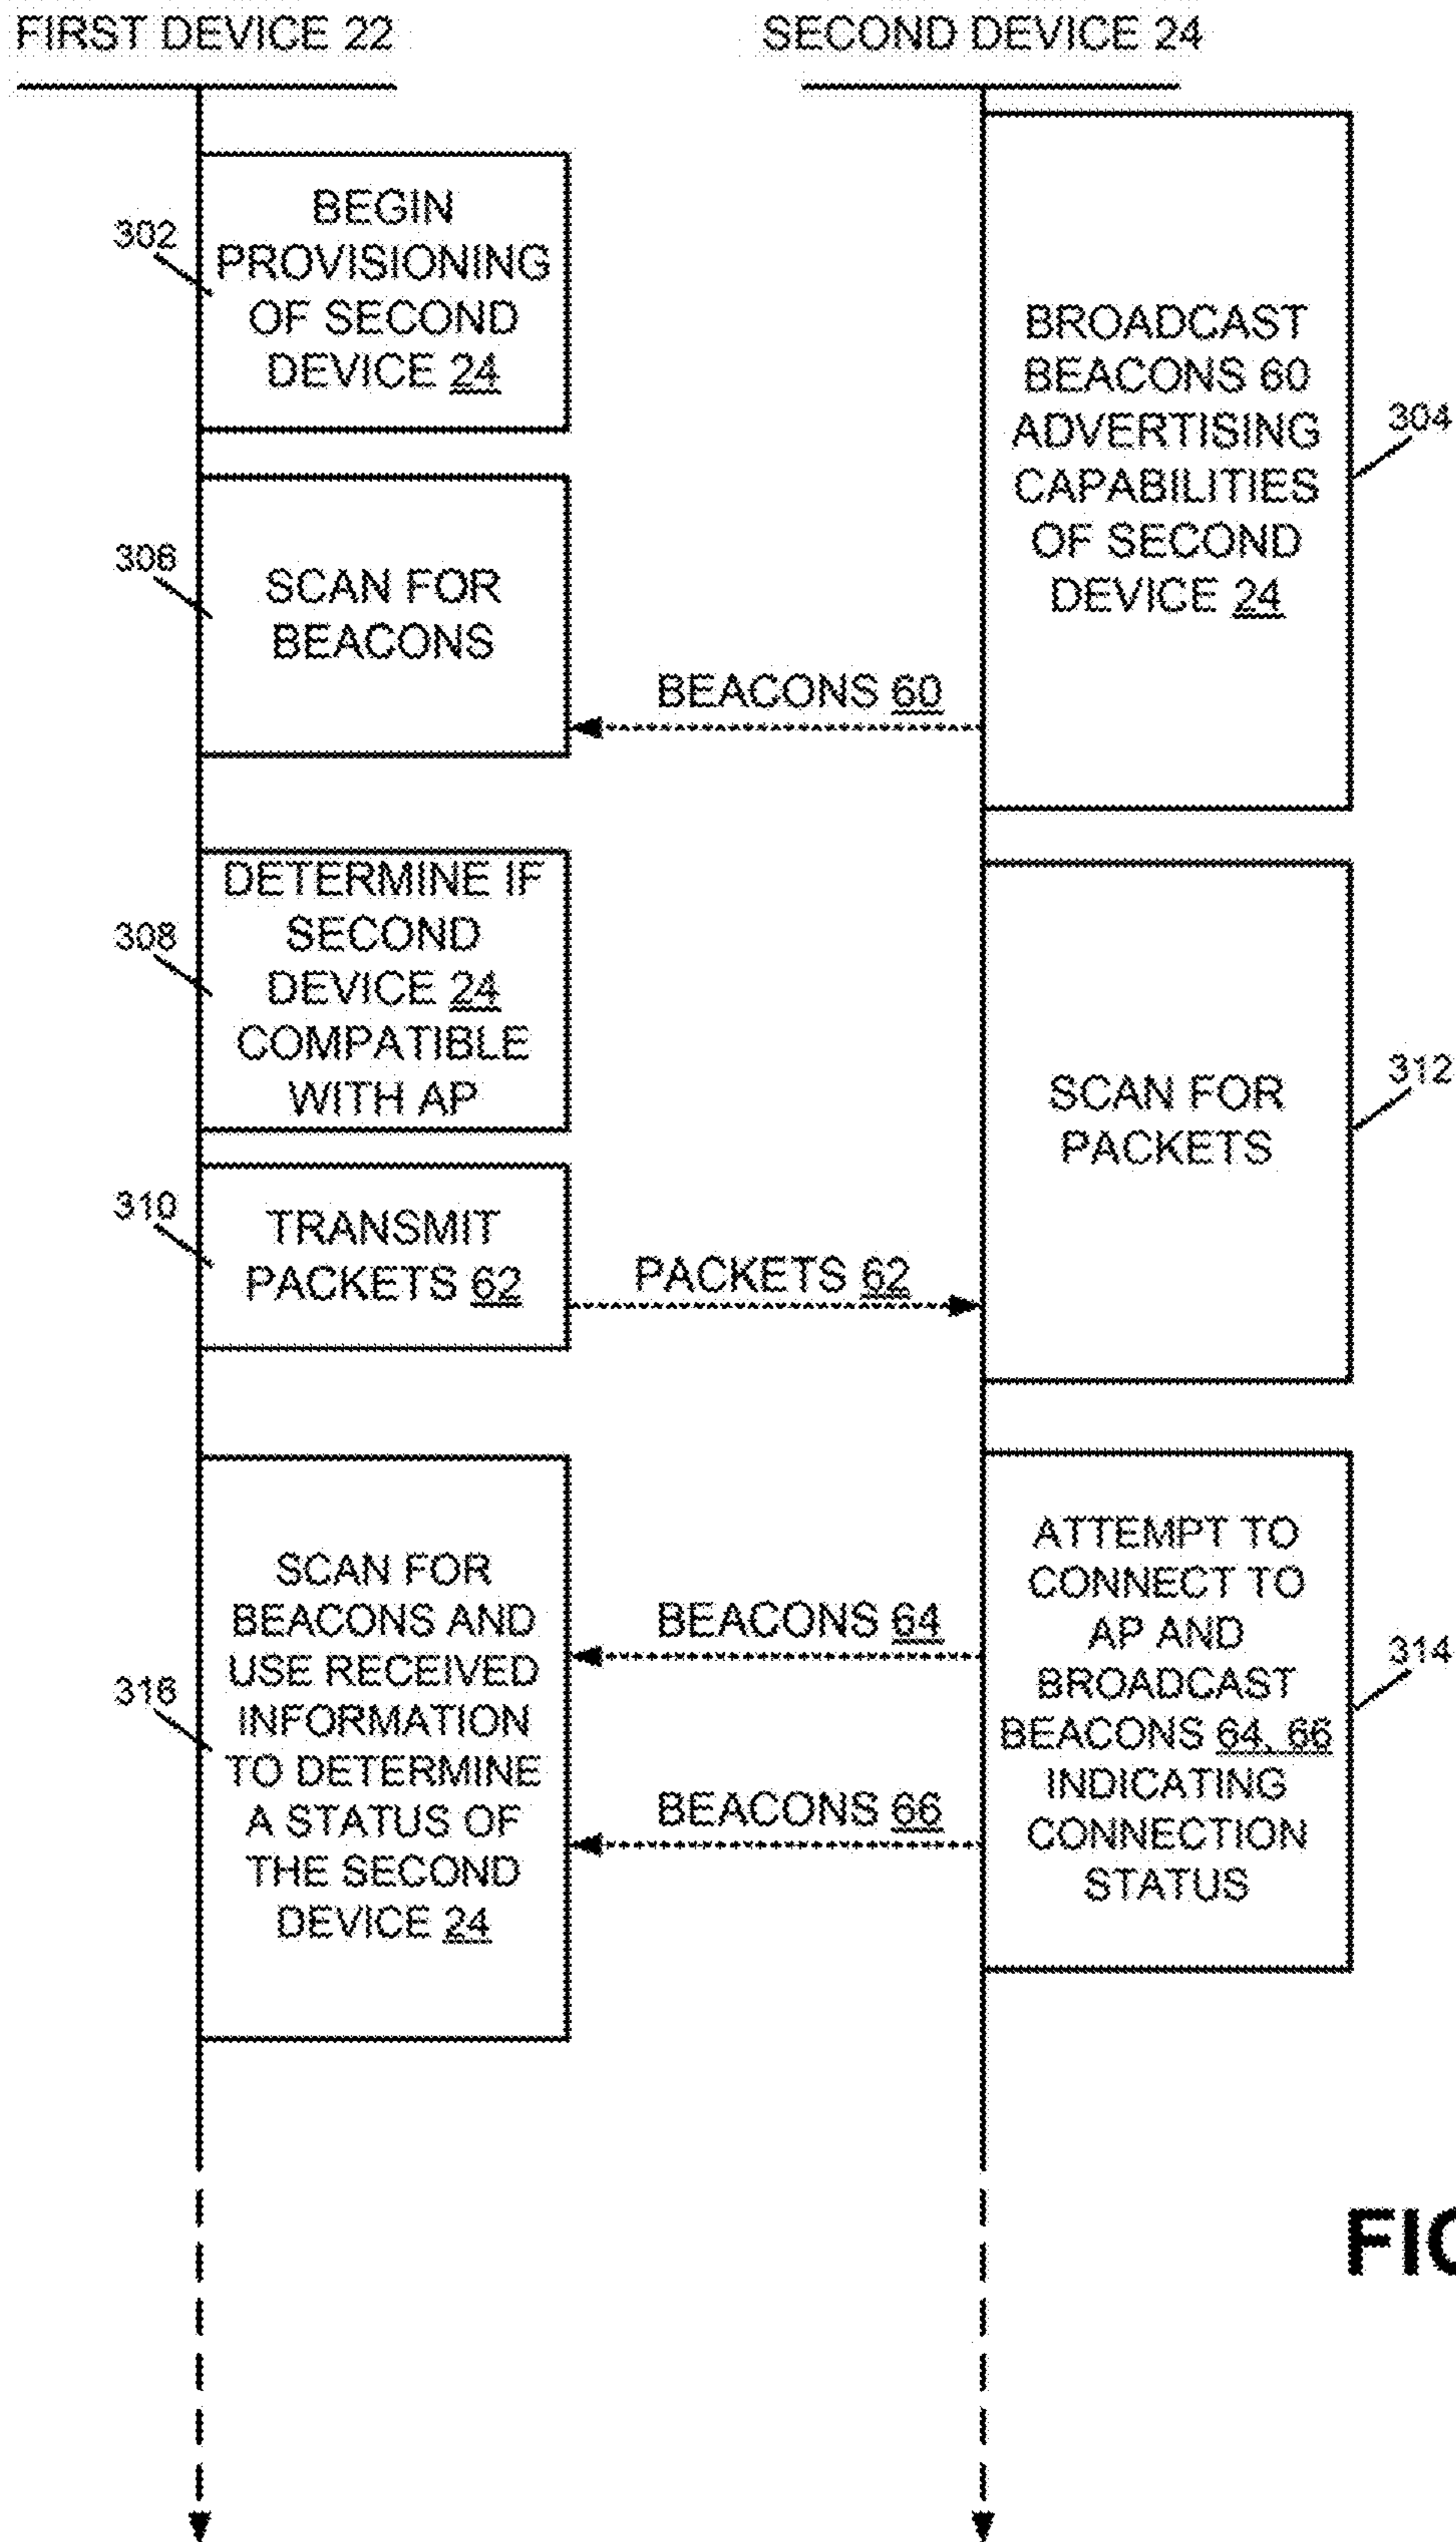 FIRST DEVICE 22
SECOND DEVICE 24
302
BEGIN
PROVISIONING
OF SECOND
DEVICE 24
BROADCAST
BEACONS 60
ADVERTISING
CAPABILITIES
OF SECOND
DEVICE 24
304
306
SCAN FOR
BEACONS
BEACONS 60
308
DETERMINE IF
SECOND
DEVICE 24
COMPATIBLE
WITH AP
SCAN FOR
PACKETS
312
310
TRANSMIT
PACKETS 62
PACKETS 62
316
SCAN FOR
BEACONS AND
USE RECEIVED
INFORMATION
TO DETERMINE
A STATUS OF
THE SECOND
DEVICE 24
BEACONS 64
BEACONS 66
ATTEMPT TO
CONNECT TO
AP AND
BROADCAST
BEACONS 64, 66
INDICATING
CONNECTION
STATUS
314